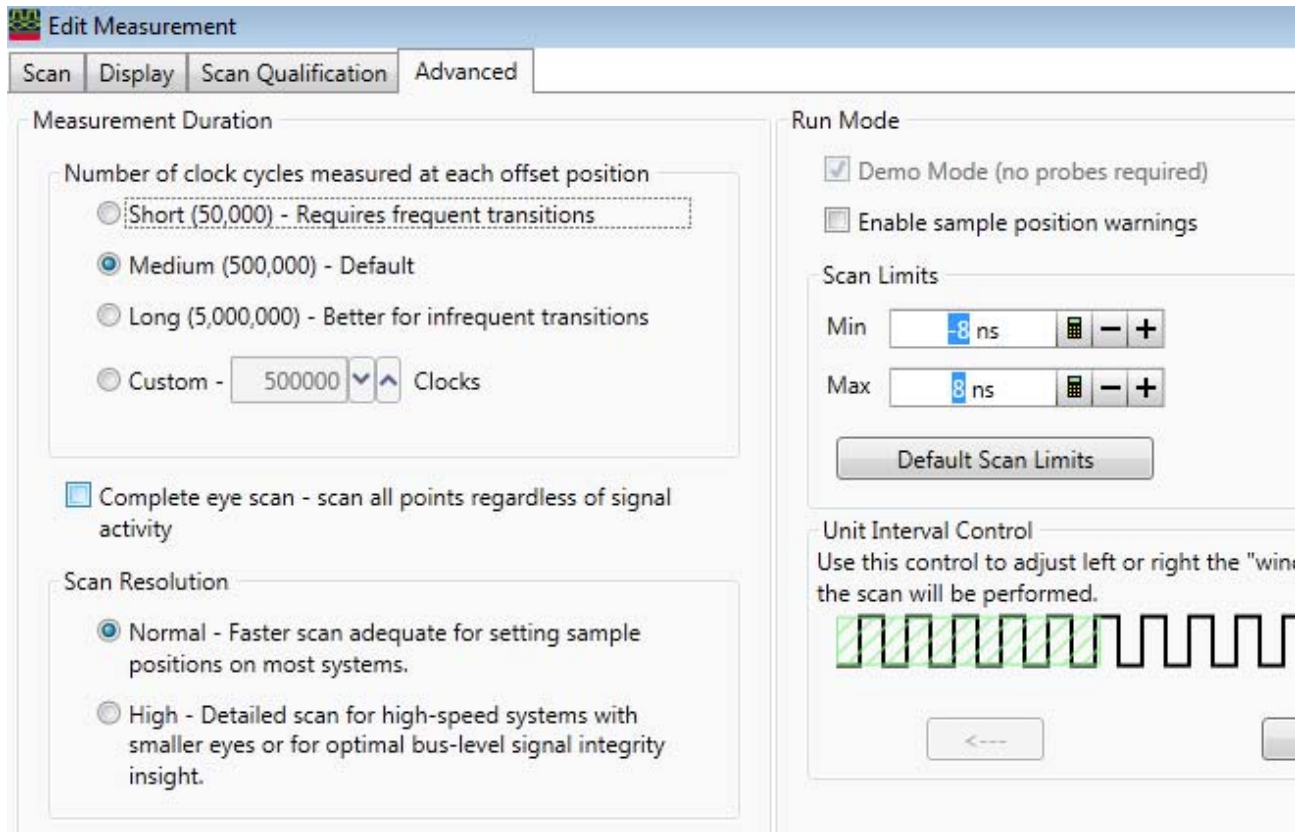 Edit Measurement
Scan
Display
Scan Qualification
Advanced
Measurement Duration
Number of clock cycles measured at each offset position
Short (50,000) - Requires frequent transitions
Medium (500,000) - Default
Long (5,000,000) - Better for infrequent transitions
Custom - 500000 Clocks
Complete eye scan - scan all points regardless of signal
activity
Scan Resolution
Normal - Faster scan adequate for setting sample
positions on most systems.
High - Detailed scan for high-speed systems with
smaller eyes or for optimal bus-level signal integrity
insight.
Run Mode
Demo Mode (no probes required)
Enable sample position warnings
Scan Limits
Min -8 ns
Max 8 ns
Default Scan Limits
Unit Interval Control
Use this control to adjust left or right the
the scan will be performed.
<---